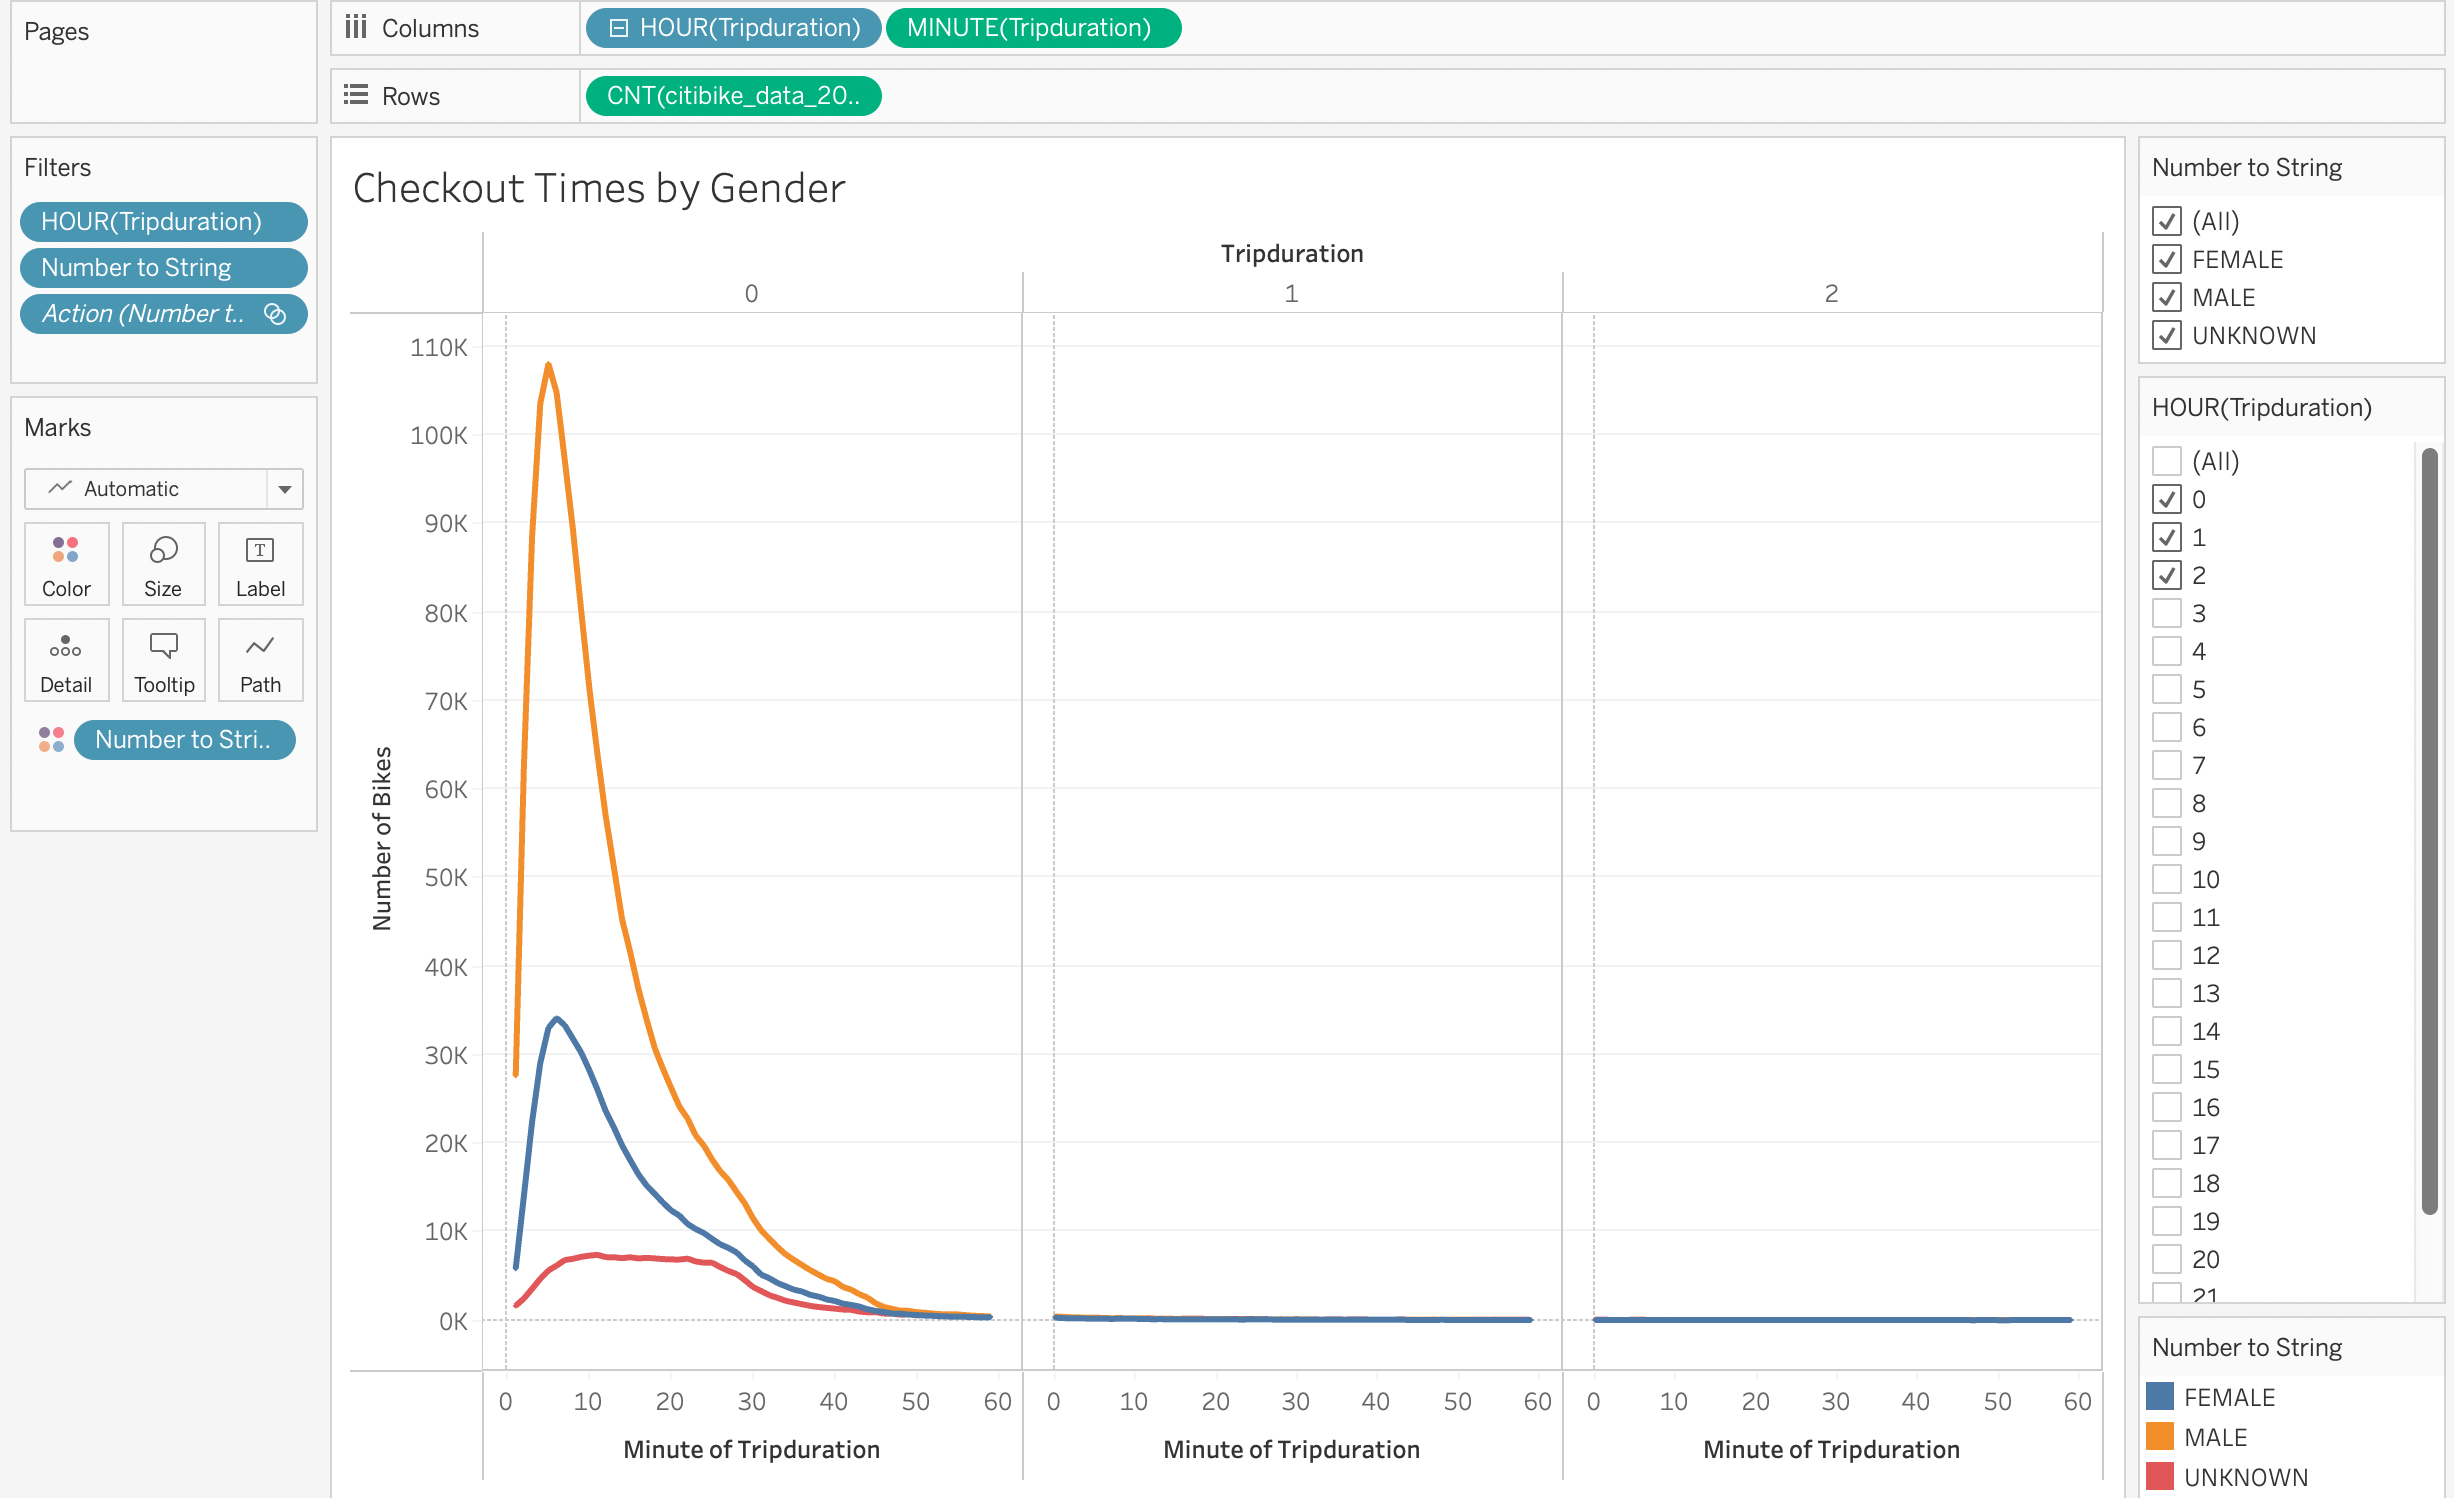 Pages
Columns
HOUR(Tripduration)
MINUTE(Tripduration)
Rows
CNT(citibike_data_20..
Filters
HOUR(Tripduration)
Number to String
Action (Number t..
Marks
Automatic
Color
Size
Label
Detail
Tooltip
Path
Number to Stri..
Checkout Times by Gender
Tripduration
0
1
2
110K
100K
90K
80K
70K
60K
50K
40K
30K
20K
10K
0K
Number of Bikes
0 10 20 30 40 50 60
0 10 20 30 40 50 60
0 10 20 30 40 50 60
Minute of Tripduration
Minute of Tripduration
Minute of Tripduration
Number to String
(All)
FEMALE
MALE
UNKNOWN
HOUR(Tripduration)
(All)
0
1
2
3
4
5
6
7
8
9
10
11
12
13
14
15
16
17
18
19
20
21
Number to String
FEMALE
MALE
UNKNOWN